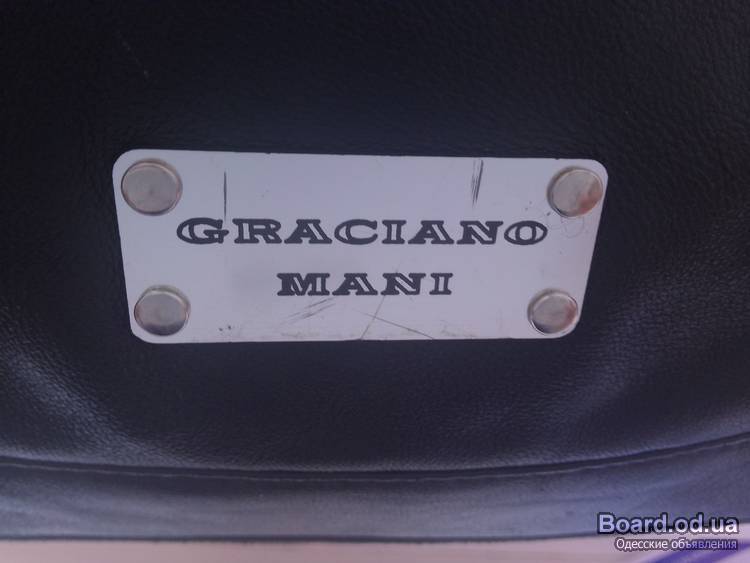 GRACIANO
MANI
Board.od.ua
Одесские объявления